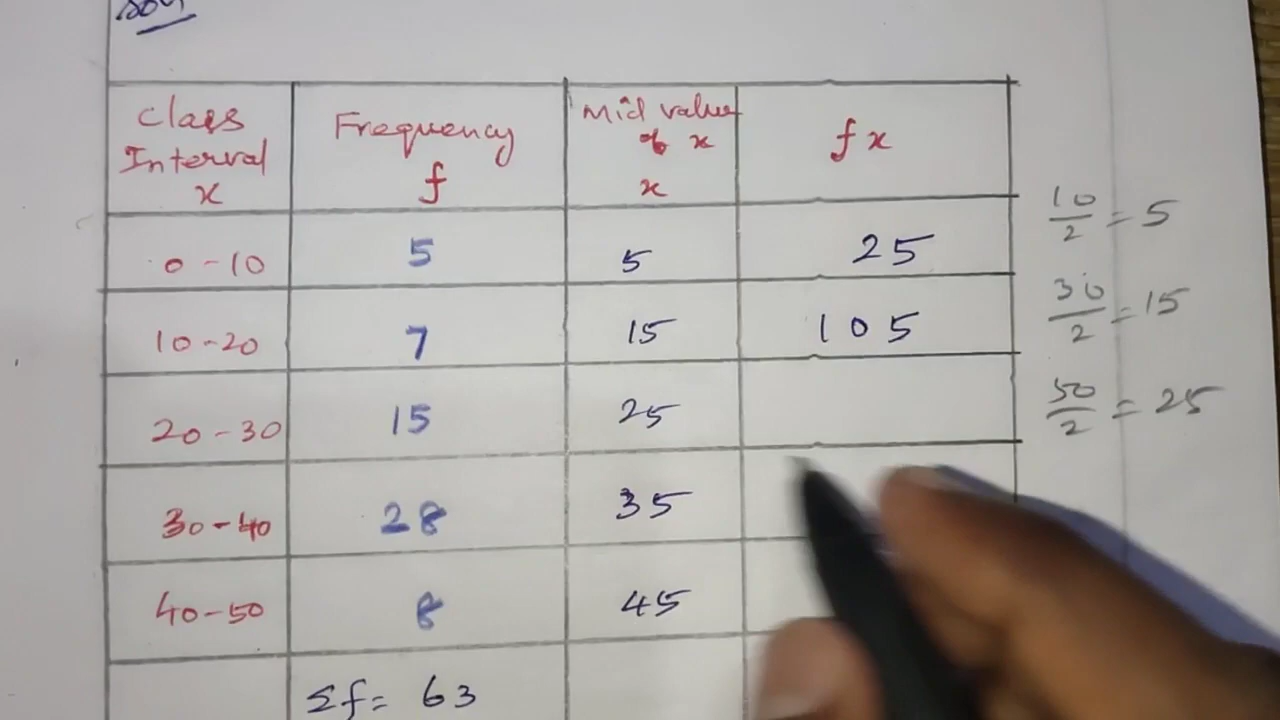 Soln
Class Interval x
Frequency f
Mid value of x x
f x
0 - 10 5 5 25
10 - 20 7 15 105
20 - 30 15 25
30 - 40 28 35
40 - 50 8 45
Σf = 63
10/2 = 5
30/2 = 15
50/2 = 25